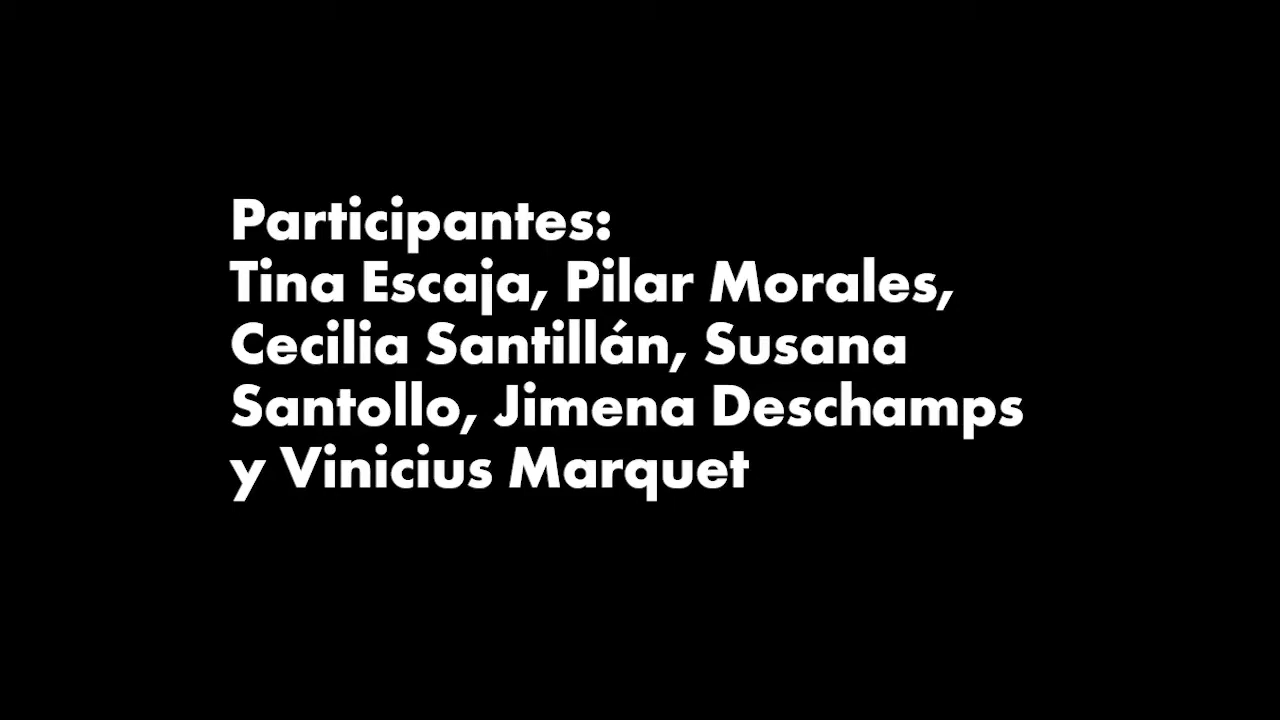 Participantes:
Tina Escaja, Pilar Morales,
Cecilia Santillán, Susana
Santollo, Jimena Deschamps
y Vinicius Marquet